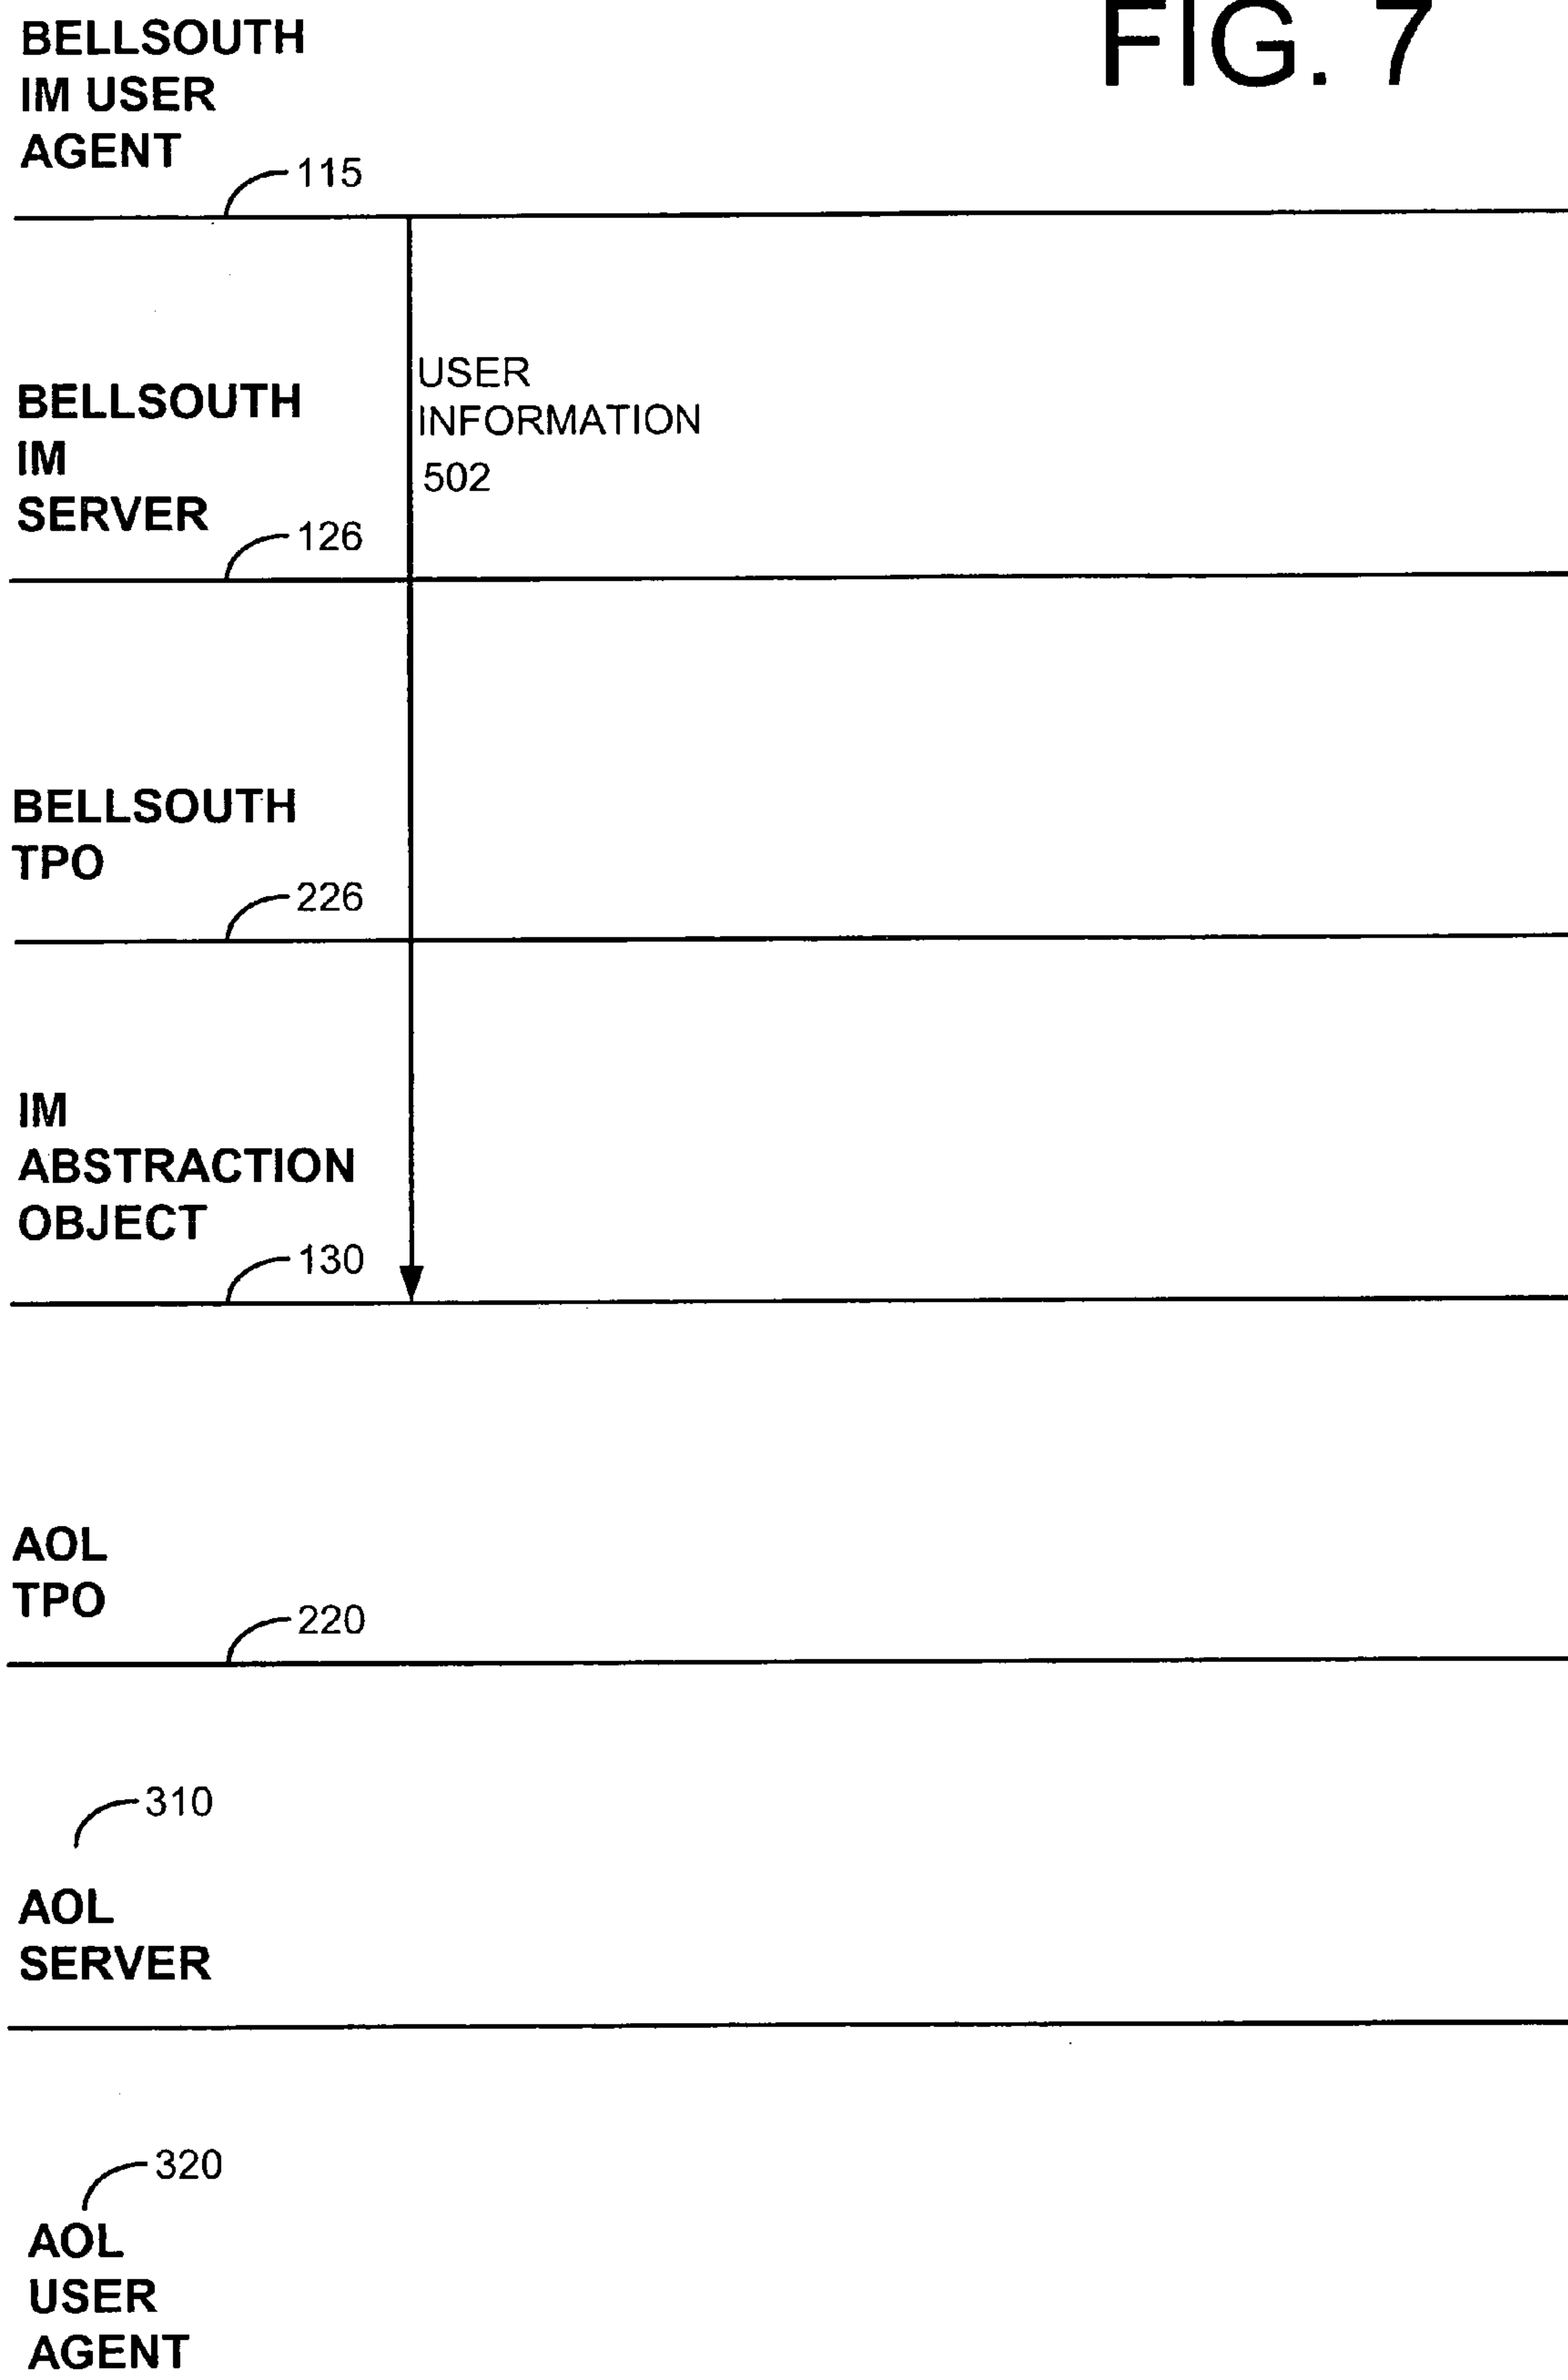 FIG. 7
BELLSOUTH
IM USER
AGENT
115
USER
INFORMATION
502
BELLSOUTH
IM
SERVER
126
BELLSOUTH
TPO
226
IM
ABSTRACTION
OBJECT
130
AOL
TPO
220
310
AOL
SERVER
320
AOL
USER
AGENT